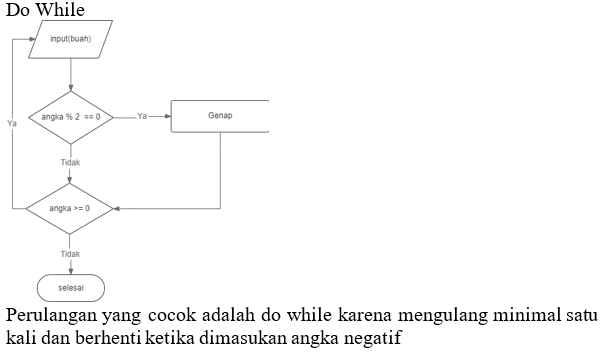 Do While
input(buah)
angka % 2 == 0
Ya
Genap
Ya
Tidak
angka >= 0
Tidak
selesai
Perulangan yang cocok adalah do while karena mengulang minimal satu
kali dan berhenti ketika dimasukan angka negatif